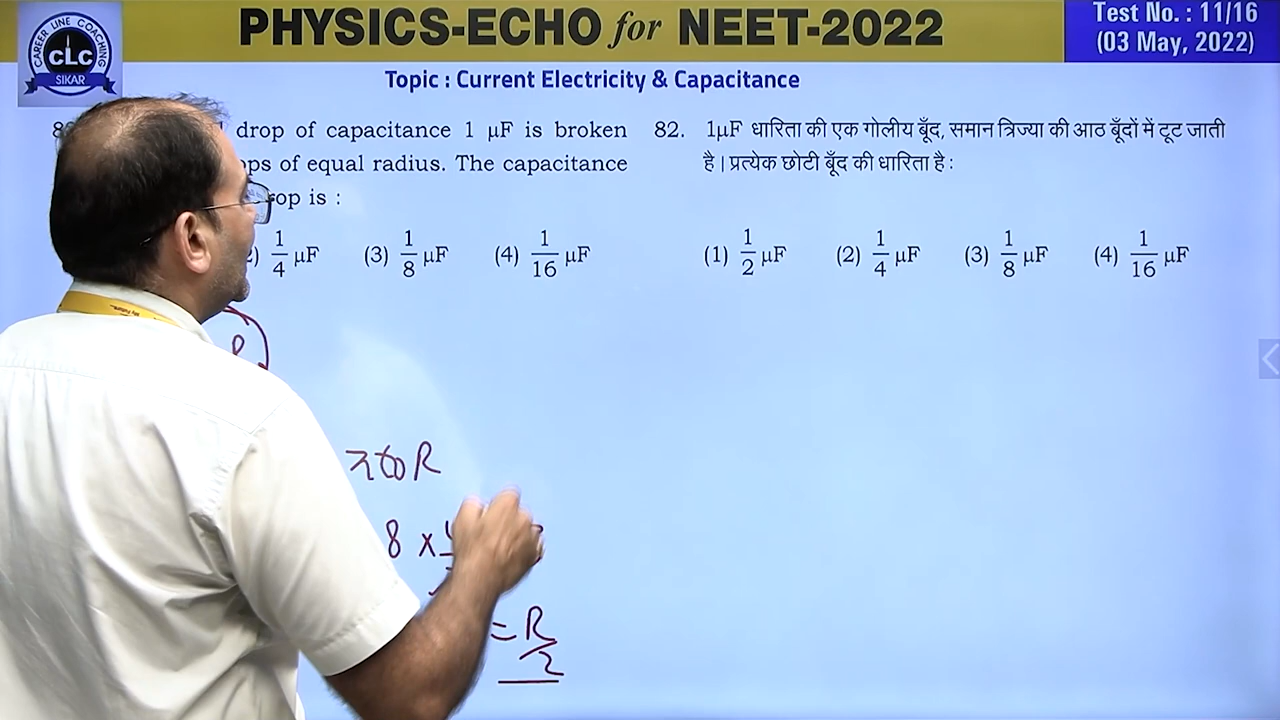 PHYSICS-ECHO for NEET-2022
Test No. : 11/16
(03 May, 2022)
CAREER LINE COACHING
CLC
SIKAR
Topic : Current Electricity & Capacitance
drop of capacitance 1 μF is broken
of equal radius. The capacitance
is :
1/4 μF (3) 1/8 μF (4) 1/16 μF
82. 1μF धारिता की एक गोलीय बूँद, समान त्रिज्या की आठ बूँदों में टूट जाती
है। प्रत्येक छोटी बूँद की धारिता है :
(1) 1/2 μF (2) 1/4 μF (3) 1/8 μF (4) 1/16 μF
R
8 ×
= R/2